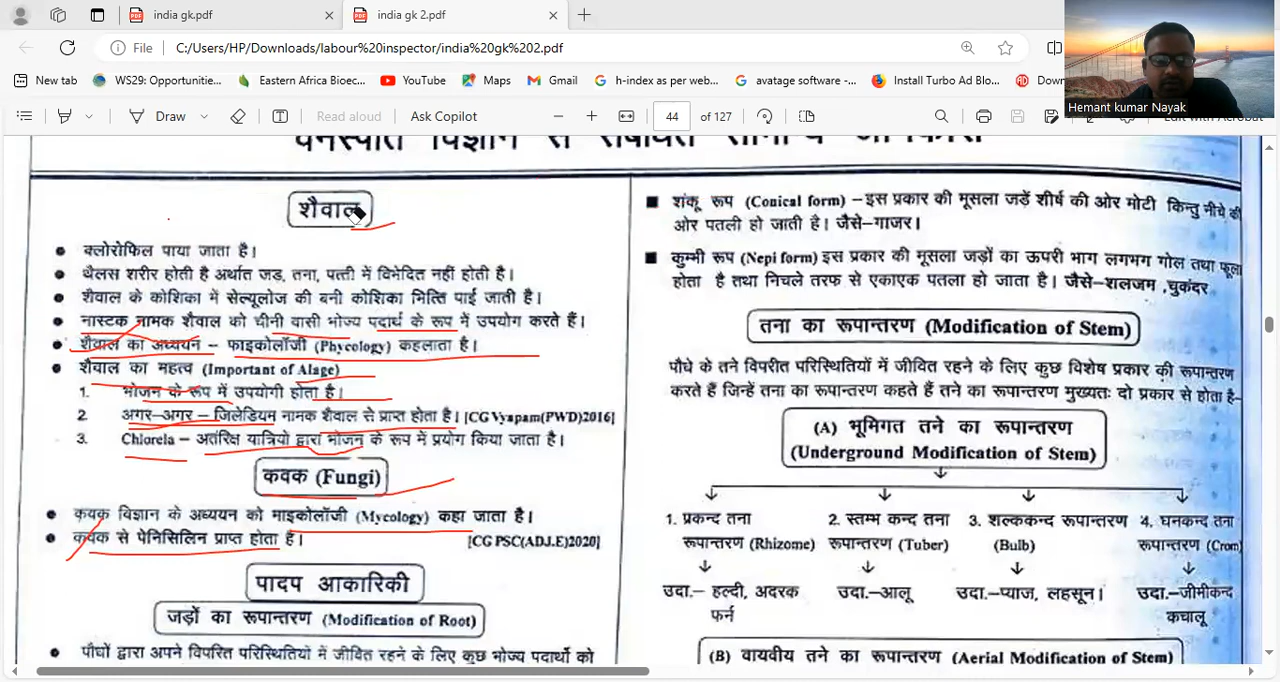 india gk.pdf
india gk 2.pdf
File
C:/Users/HP/Downloads/labour%20inspector/india%20gk%202.pdf
New tab
WS29: Opportunitie...
Eastern Africa Bioec...
YouTube
Maps
Gmail
h-index as per web...
avatage software -...
Install Turbo Ad Blo...
Hemant kumar Nayak
Draw
Read aloud
Ask Copilot
44 of 127
शैवाल
क्लोरोफिल पाया जाता है।
थैलस शरीर होती है अर्थात जड़, तना, पत्ती में विभेदित नहीं होती है।
शैवाल के कोशिका में सेल्यूलोज की बनी कोशिका भित्ति पाई जाती है।
नास्टक नामक शैवाल को चीनी वासी भोज्य पदार्थ के रूप में उपयोग करते हैं।
शैवाल का अध्ययन - फाइकोलॉजी (Phycology) कहलाता है।
शैवाल का महत्व (Important of Alage)
1. भोजन के रूप में उपयोगी होता है।
2. अगर-अगर - जिलेडियम नामक शैवाल से प्राप्त होता है। [CG Vyapam(PWD)2016]
3. Chlorela - अतंरिक्ष यात्रियो द्वारा भोजन के रूप में प्रयोग किया जाता है।
कवक (Fungi)
कवक विज्ञान के अध्ययन को माइकोलॉजी (Mycology) कहा जाता है।
कवक से पेनिसिलिन प्राप्त होता है। [CG PSC(ADJ.E)2020]
पादप आकारिकी
जड़ों का रूपान्तरण (Modification of Root)
पौधों द्वारा अपने विपरित परिस्थितियों में जीवित रहने के लिए कुछ भोज्य पदार्थो को
शंकू रूप (Conical form) -इस प्रकार की मूसला जड़ें शीर्ष की ओर मोटी किन्तु नीचे की
ओर पतली हो जाती है। जैसे-गाजर।
कुम्भी रूप (Nepi form) इस प्रकार की मूसला जड़ों का ऊपरी भाग लगभग गोल तथा फूला
होता है तथा निचले तरफ से एकाएक पतला हो जाता है। जैसे-शलजम ,चुकंदर
तना का रूपान्तरण (Modification of Stem)
पौधे के तने विपरीत परिस्थितियों में जीवित रहने के लिए कुछ विशेष प्रकार की रूपान्तरण
करते हैं जिन्हें तना का रूपान्तरण कहते हैं तने का रूपान्तरण मुख्यतः दो प्रकार से होता है-
(A) भूमिगत तने का रूपान्तरण
(Underground Modification of Stem)
1. प्रकन्द तना 2. स्तम्भ कन्द तना 3. शल्ककन्द रूपान्तरण 4. घनकन्द तना
रूपान्तरण (Rhizome) रूपान्तरण (Tuber) (Bulb) रूपान्तरण (Crom)
उदा.- हल्दी, अदरक उदा.-आलू उदा.-प्याज, लहसून। उदा.-जीमीकन्द
फर्न कचालू
(B) वायवीय तने का रूपान्तरण (Aerial Modification of Stem)